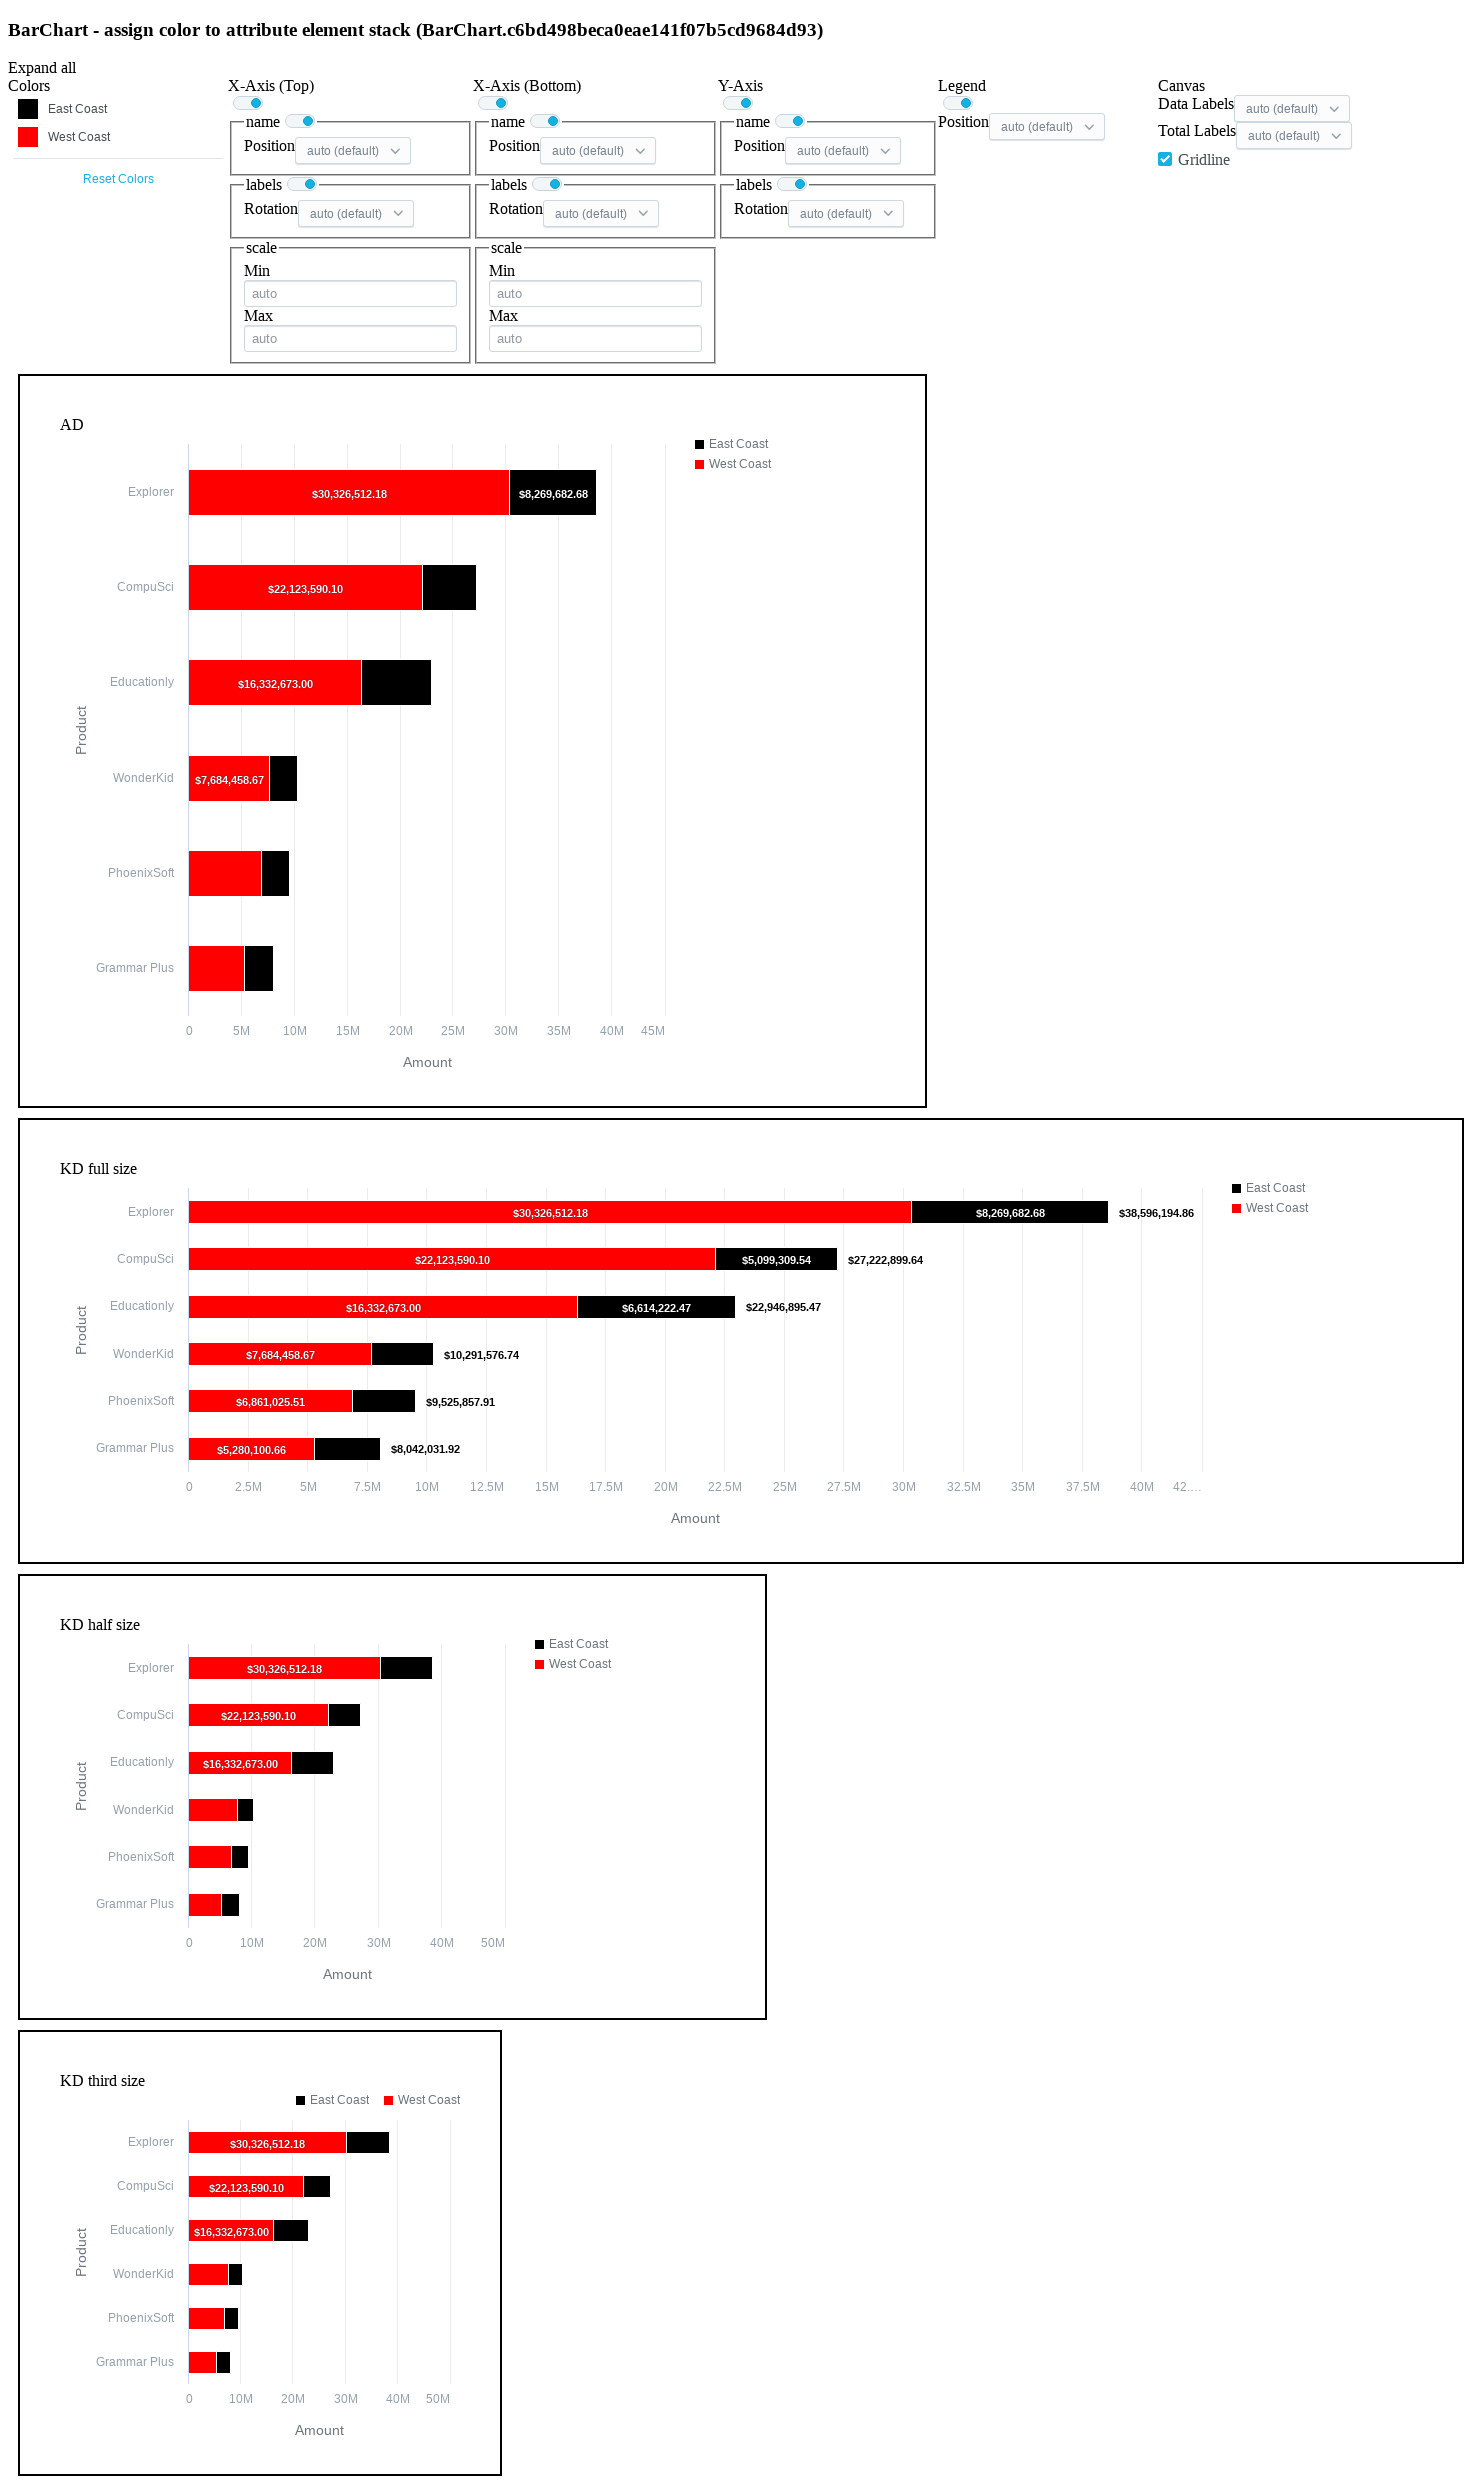 BarChart - assign color to attribute element stack (BarChart.c6bd498beca0eae141f07b5cd9684d93)
Expand all
Colors
East Coast
West Coast
Reset Colors
X-Axis (Top)
name
Position auto (default)
labels
Rotation auto (default)
scale
Min
auto
Max
auto
X-Axis (Bottom)
name
Position auto (default)
labels
Rotation auto (default)
scale
Min
auto
Max
auto
Y-Axis
name
Position auto (default)
labels
Rotation auto (default)
Legend
Position auto (default)
Canvas
Data Labels auto (default)
Total Labels auto (default)
Gridline
AD
East Coast
West Coast
Product
Explorer $30,326,512.18 $8,269,682.68
CompuSci $22,123,590.10
Educationly $16,332,673.00
WonderKid $7,684,458.67
PhoenixSoft
Grammar Plus
0 5M 10M 15M 20M 25M 30M 35M 40M 45M
Amount
KD full size
East Coast
West Coast
Product
Explorer $30,326,512.18 $8,269,682.68 $38,596,194.86
CompuSci $22,123,590.10 $5,099,309.54 $27,222,899.64
Educationly $16,332,673.00 $6,614,222.47 $22,946,895.47
WonderKid $7,684,458.67 $10,291,576.74
PhoenixSoft $6,861,025.51 $9,525,857.91
Grammar Plus $5,280,100.66 $8,042,031.92
0 2.5M 5M 7.5M 10M 12.5M 15M 17.5M 20M 22.5M 25M 27.5M 30M 32.5M 35M 37.5M 40M 42.…
Amount
KD half size
East Coast
West Coast
Product
Explorer $30,326,512.18
CompuSci $22,123,590.10
Educationly $16,332,673.00
WonderKid
PhoenixSoft
Grammar Plus
0 10M 20M 30M 40M 50M
Amount
KD third size
East Coast West Coast
Product
Explorer $30,326,512.18
CompuSci $22,123,590.10
Educationly $16,332,673.00
WonderKid
PhoenixSoft
Grammar Plus
0 10M 20M 30M 40M 50M
Amount